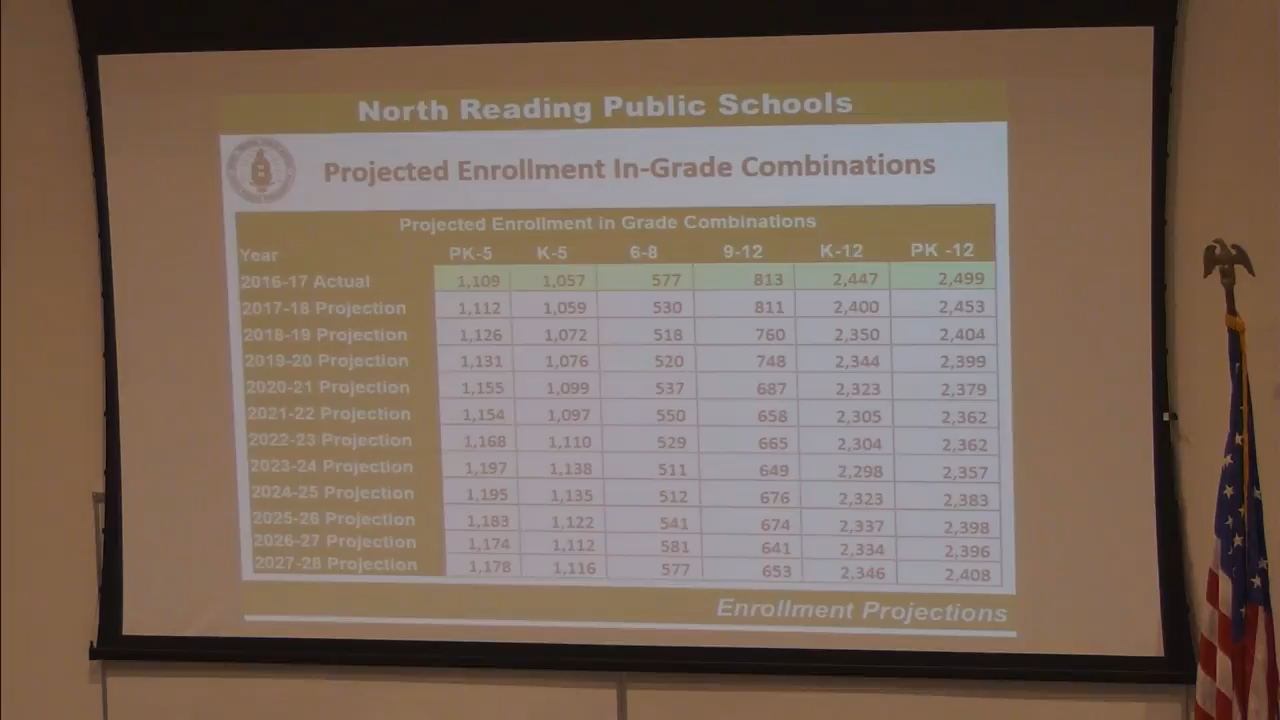 North Reading Public Schools
Projected Enrollment In-Grade Combinations
Projected Enrollment in Grade Combinations
Year PK-5 K-5 6-8 9-12 K-12 PK -12
2016-17 Actual 1,109 1,057 577 813 2,447 2,499
2017-18 Projection 1,112 1,059 530 811 2,400 2,453
2018-19 Projection 1,126 1,072 518 760 2,350 2,404
2019-20 Projection 1,131 1,076 520 748 2,344 2,399
2020-21 Projection 1,155 1,099 537 687 2,323 2,379
2021-22 Projection 1,154 1,097 550 658 2,305 2,362
2022-23 Projection 1,168 1,110 529 665 2,304 2,362
2023-24 Projection 1,197 1,138 511 649 2,298 2,357
2024-25 Projection 1,195 1,135 512 676 2,323 2,383
2025-26 Projection 1,183 1,122 541 674 2,337 2,398
2026-27 Projection 1,174 1,112 581 641 2,334 2,396
2027-28 Projection 1,178 1,116 577 653 2,346 2,408
Enrollment Projections